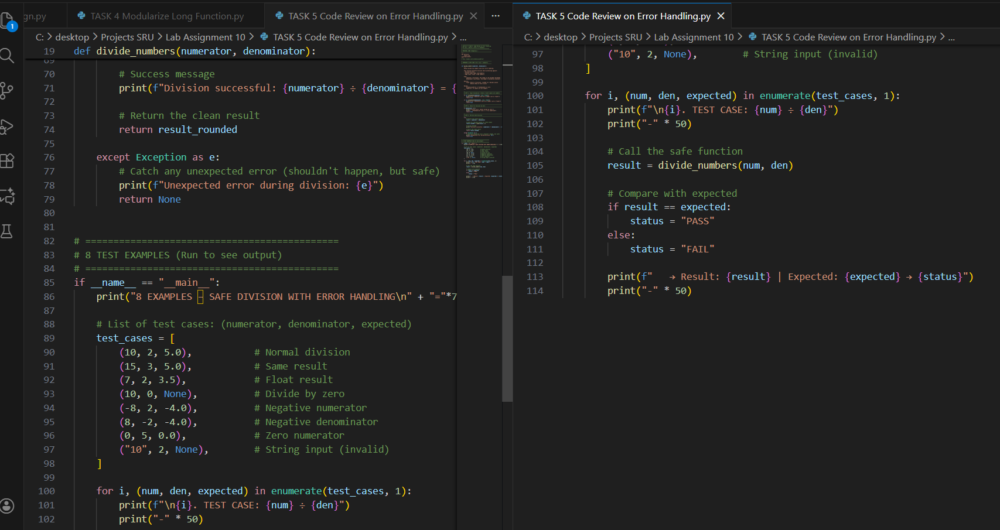 gn.py
TASK 4 Modularize Long Function.py
TASK 5 Code Review on Error Handling.py
C: > desktop > Projects SRU > Lab Assignment 10 > TASK 5 Code Review on Error Handling.py > ...
19 def divide_numbers(numerator, denominator):
69
70 # Success message
71 print(f"Division successful: {numerator} ÷ {denominator} = {
72
73 # Return the clean result
74 return result_rounded
75
76 except Exception as e:
77 # Catch any unexpected error (shouldn't happen, but safe)
78 print(f"Unexpected error during division: {e}")
79 return None
80
81
82 # =============================================
83 # 8 TEST EXAMPLES (Run to see output)
84 # =============================================
85 if __name__ == "__main__":
86 print("8 EXAMPLES – SAFE DIVISION WITH ERROR HANDLING\n" + "="*7
87
88 # List of test cases: (numerator, denominator, expected)
89 test_cases = [
90 (10, 2, 5.0), # Normal division
91 (15, 3, 5.0), # Same result
92 (7, 2, 3.5), # Float result
93 (10, 0, None), # Divide by zero
94 (-8, 2, -4.0), # Negative numerator
95 (8, -2, -4.0), # Negative denominator
96 (0, 5, 0.0), # Zero numerator
97 ("10", 2, None), # String input (invalid)
98 ]
99
100 for i, (num, den, expected) in enumerate(test_cases, 1):
101 print(f"\n{i}. TEST CASE: {num} ÷ {den}")
102 print("-" * 50)
1
TASK 5 Code Review on Error Handling.py
C: > desktop > Projects SRU > Lab Assignment 10 > TASK 5 Code Review on Error Handling.py > ...
97 ("10", 2, None), # String input (invalid)
98 ]
99
100 for i, (num, den, expected) in enumerate(test_cases, 1):
101 print(f"\n{i}. TEST CASE: {num} ÷ {den}")
102 print("-" * 50)
103
104 # Call the safe function
105 result = divide_numbers(num, den)
106
107 # Compare with expected
108 if result == expected:
109 status = "PASS"
110 else:
111 status = "FAIL"
112
113 print(f"   → Result: {result} | Expected: {expected} → {status}")
114 print("-" * 50)